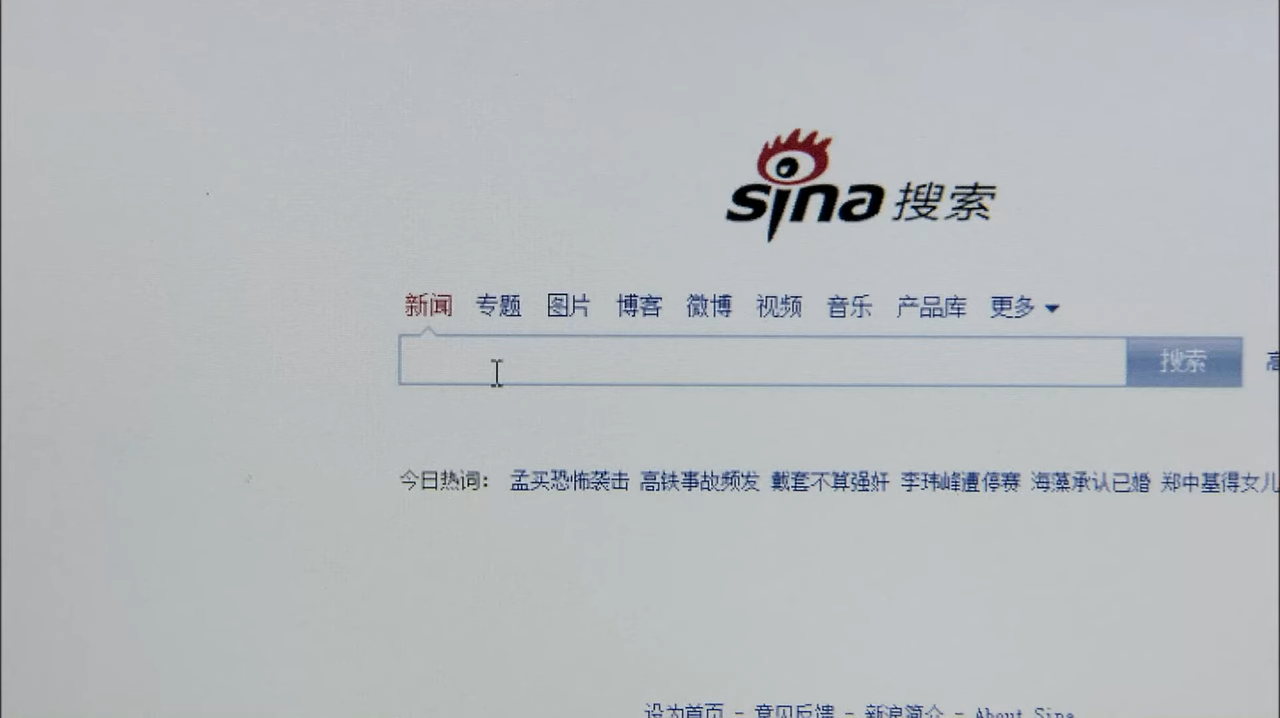 sina 搜索
新闻 专题 图片 博客 微博 视频 音乐 产品库 更多
搜索
今日热词： 孟买恐怖袭击 高铁事故频发 戴套不算强奸 李玮峰遭停赛 海藻承认已婚 郑中基得女儿
设为首页 - 意见反馈 - 新浪简介 - About Sina